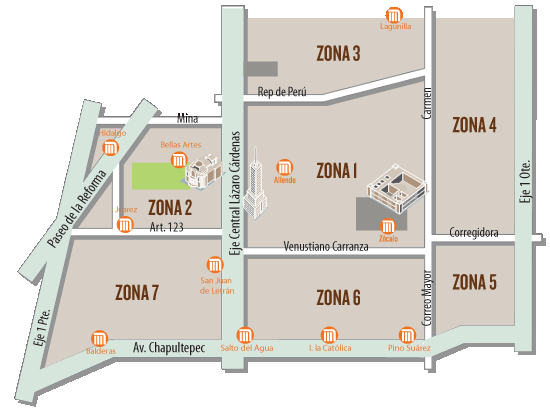 Lagunilla
ZONA 3
Rep de Perú
Carmen
ZONA 4
Mina
Hidalgo
Bellas Artes
Eje Central Lázaro Cárdenas
Allende
ZONA 1
Eje 1 Ote.
Paseo de la Reforma
ZONA 2
Juarez
Art. 123
Zócalo
Corregidora
Venustiano Carranza
San Juan
de Letrán
ZONA 7
ZONA 6
Correo Mayor
ZONA 5
Eje 1 Pte.
Balderas
Av. Chapultepec
Salto del Agua
I. la Católica
Pino Suárez